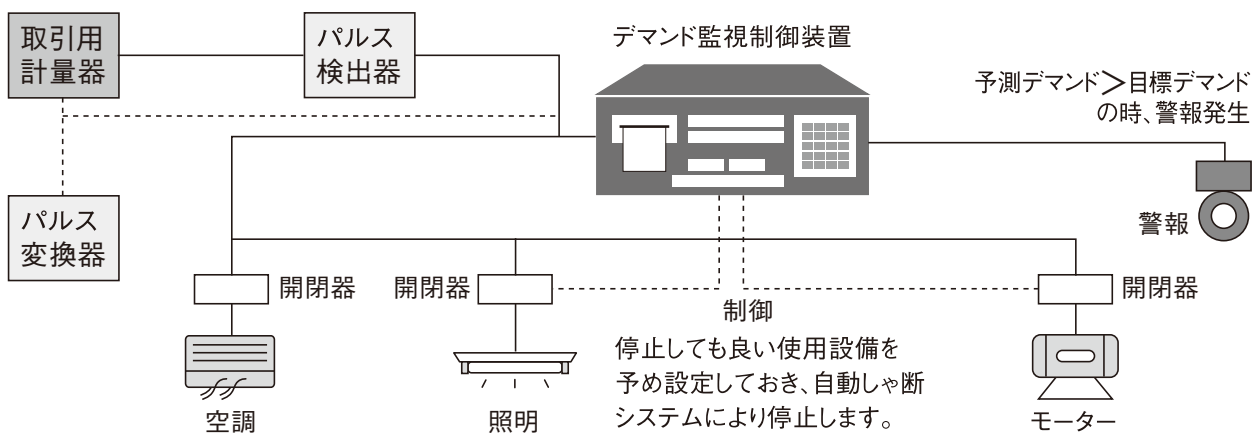 取引用
計量器
パルス
検出器
デマンド監視制御装置
予測デマンド＞目標デマンド
の時、警報発生
警報
パルス
変換器
開閉器
開閉器
開閉器
制御
停止しても良い使用設備を
予め設定しておき、自動しゃ断
システムにより停止します。
空調
照明
モーター